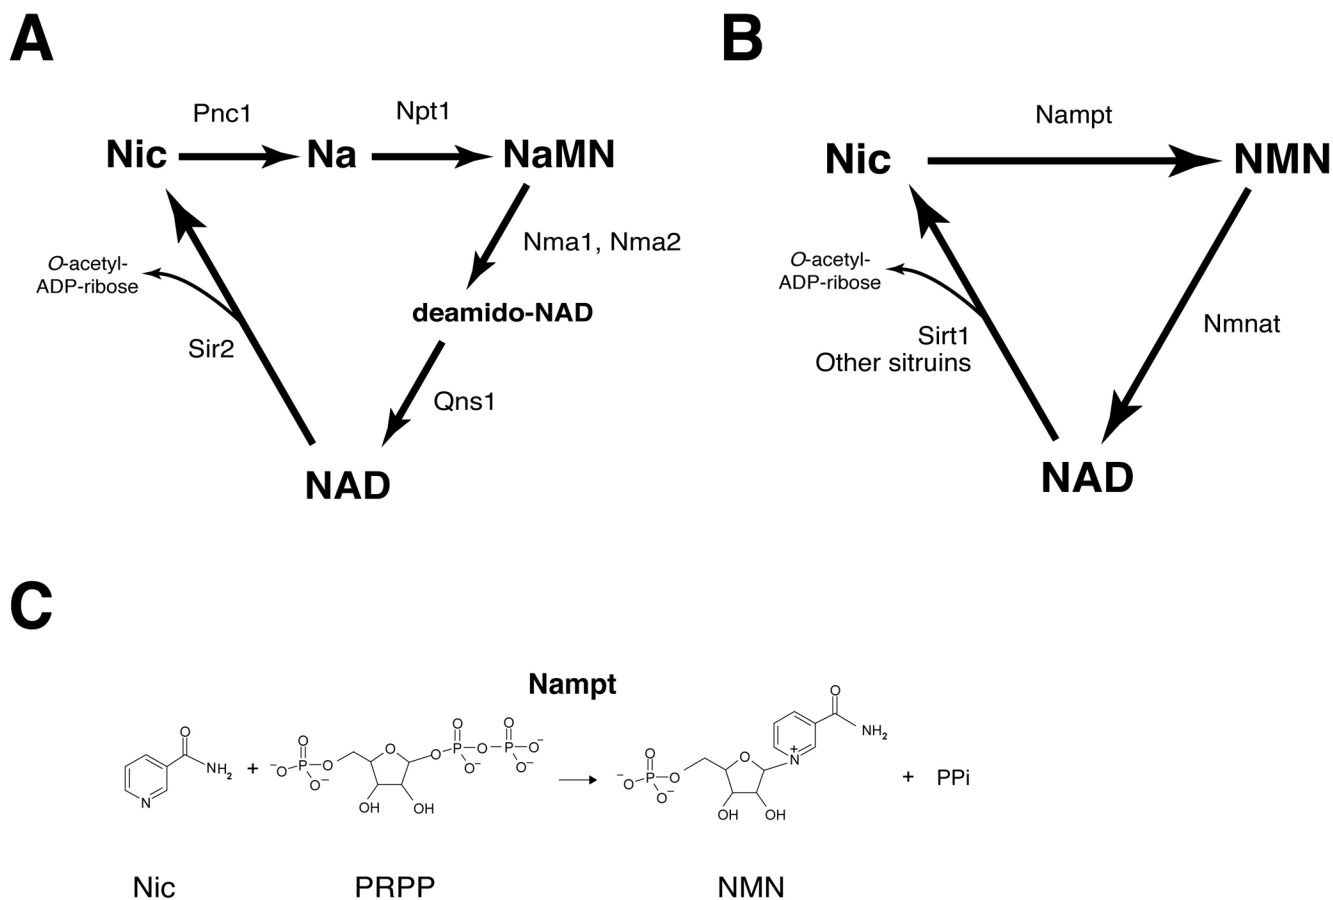 A
Pnc1
Npt1
Nic
Na
NaMN
Nma1, Nma2
O-acetyl-
ADP-ribose
deamido-NAD
Sir2
Qns1
NAD
B
Nampt
Nic
NMN
O-acetyl-
ADP-ribose
Sirt1
Other sitruins
Nmnat
NAD
C
Nampt
O
NH2
N
+
O
P
−O
O−
O
O
OH
OH
O
O
P
O−
O
O
P
O−
O−
O
P
−O
O−
O
O
OH
OH
N
+
O
NH2
+ PPi
Nic
PRPP
NMN